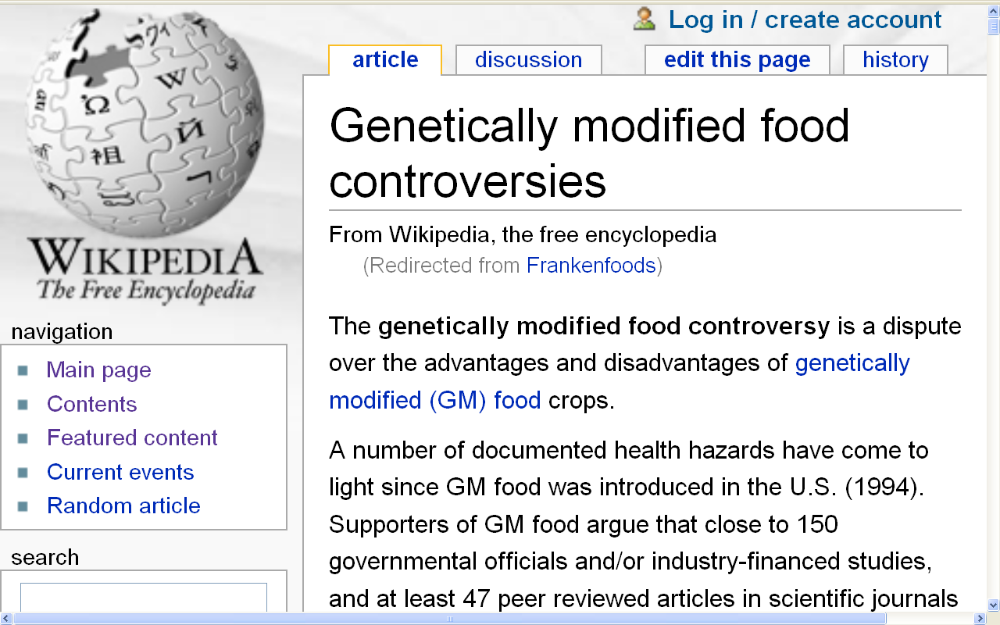 Log in / create account
article
discussion
edit this page
history
Genetically modified food
controversies
From Wikipedia, the free encyclopedia
(Redirected from Frankenfoods)
The genetically modified food controversy is a dispute
over the advantages and disadvantages of genetically
modified (GM) food crops.
A number of documented health hazards have come to
light since GM food was introduced in the U.S. (1994).
Supporters of GM food argue that close to 150
governmental officials and/or industry-financed studies,
and at least 47 peer reviewed articles in scientific journals
W
Ω
Й
祖
WIKIPEDIA
The Free Encyclopedia
navigation
Main page
Contents
Featured content
Current events
Random article
search